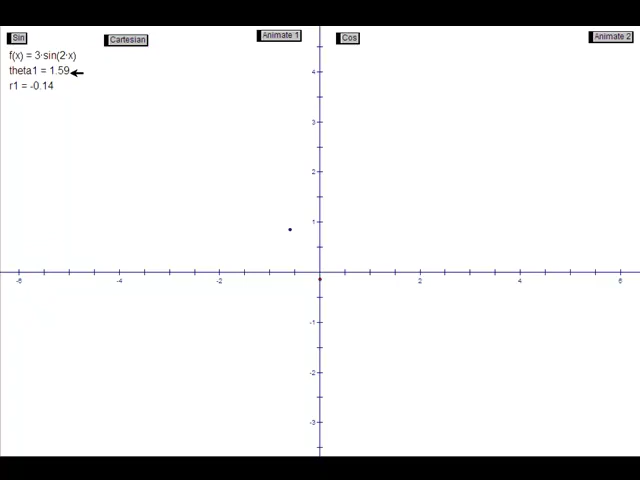 Sin
Cartesian
Animate 1
Cos
Animate 2
f(x) = 3·sin(2·x)
theta1 = 1.59
r1 = -0.14
4
3
2
1
-6
-4
-2
2
4
6
-1
-2
-3